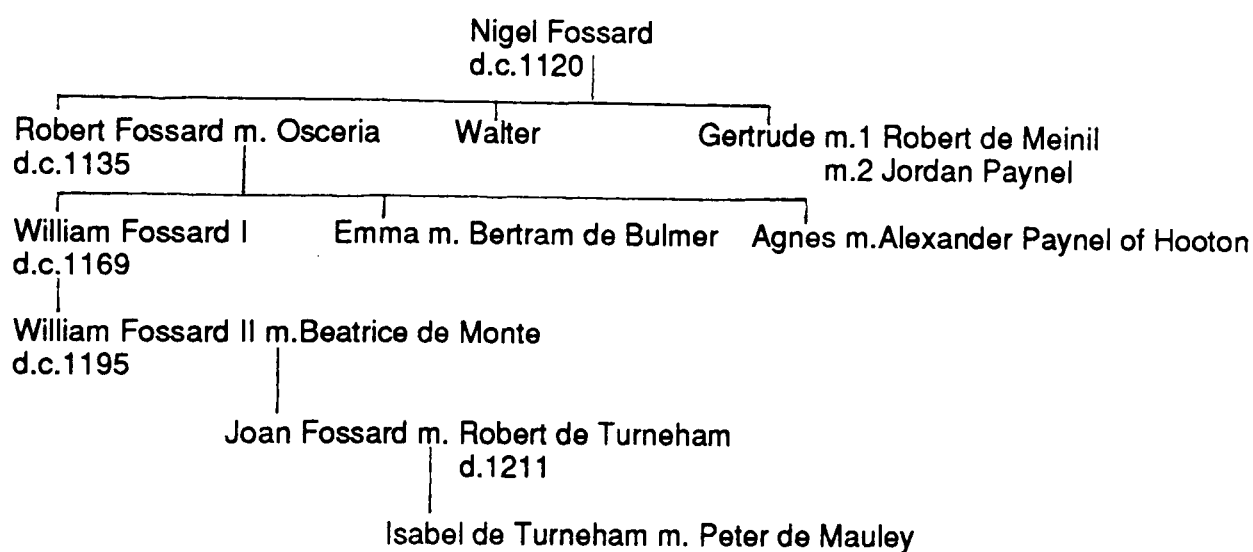 Nigel Fossard
d.c.1120
Robert Fossard m. Osceria Walter Gertrude m.1 Robert de Meinil
d.c.1135 m.2 Jordan Paynel
William Fossard I Emma m. Bertram de Bulmer Agnes m.Alexander Paynel of Hooton
d.c.1169
William Fossard II m.Beatrice de Monte
d.c.1195
Joan Fossard m. Robert de Turneham
d.1211
Isabel de Turneham m. Peter de Mauley